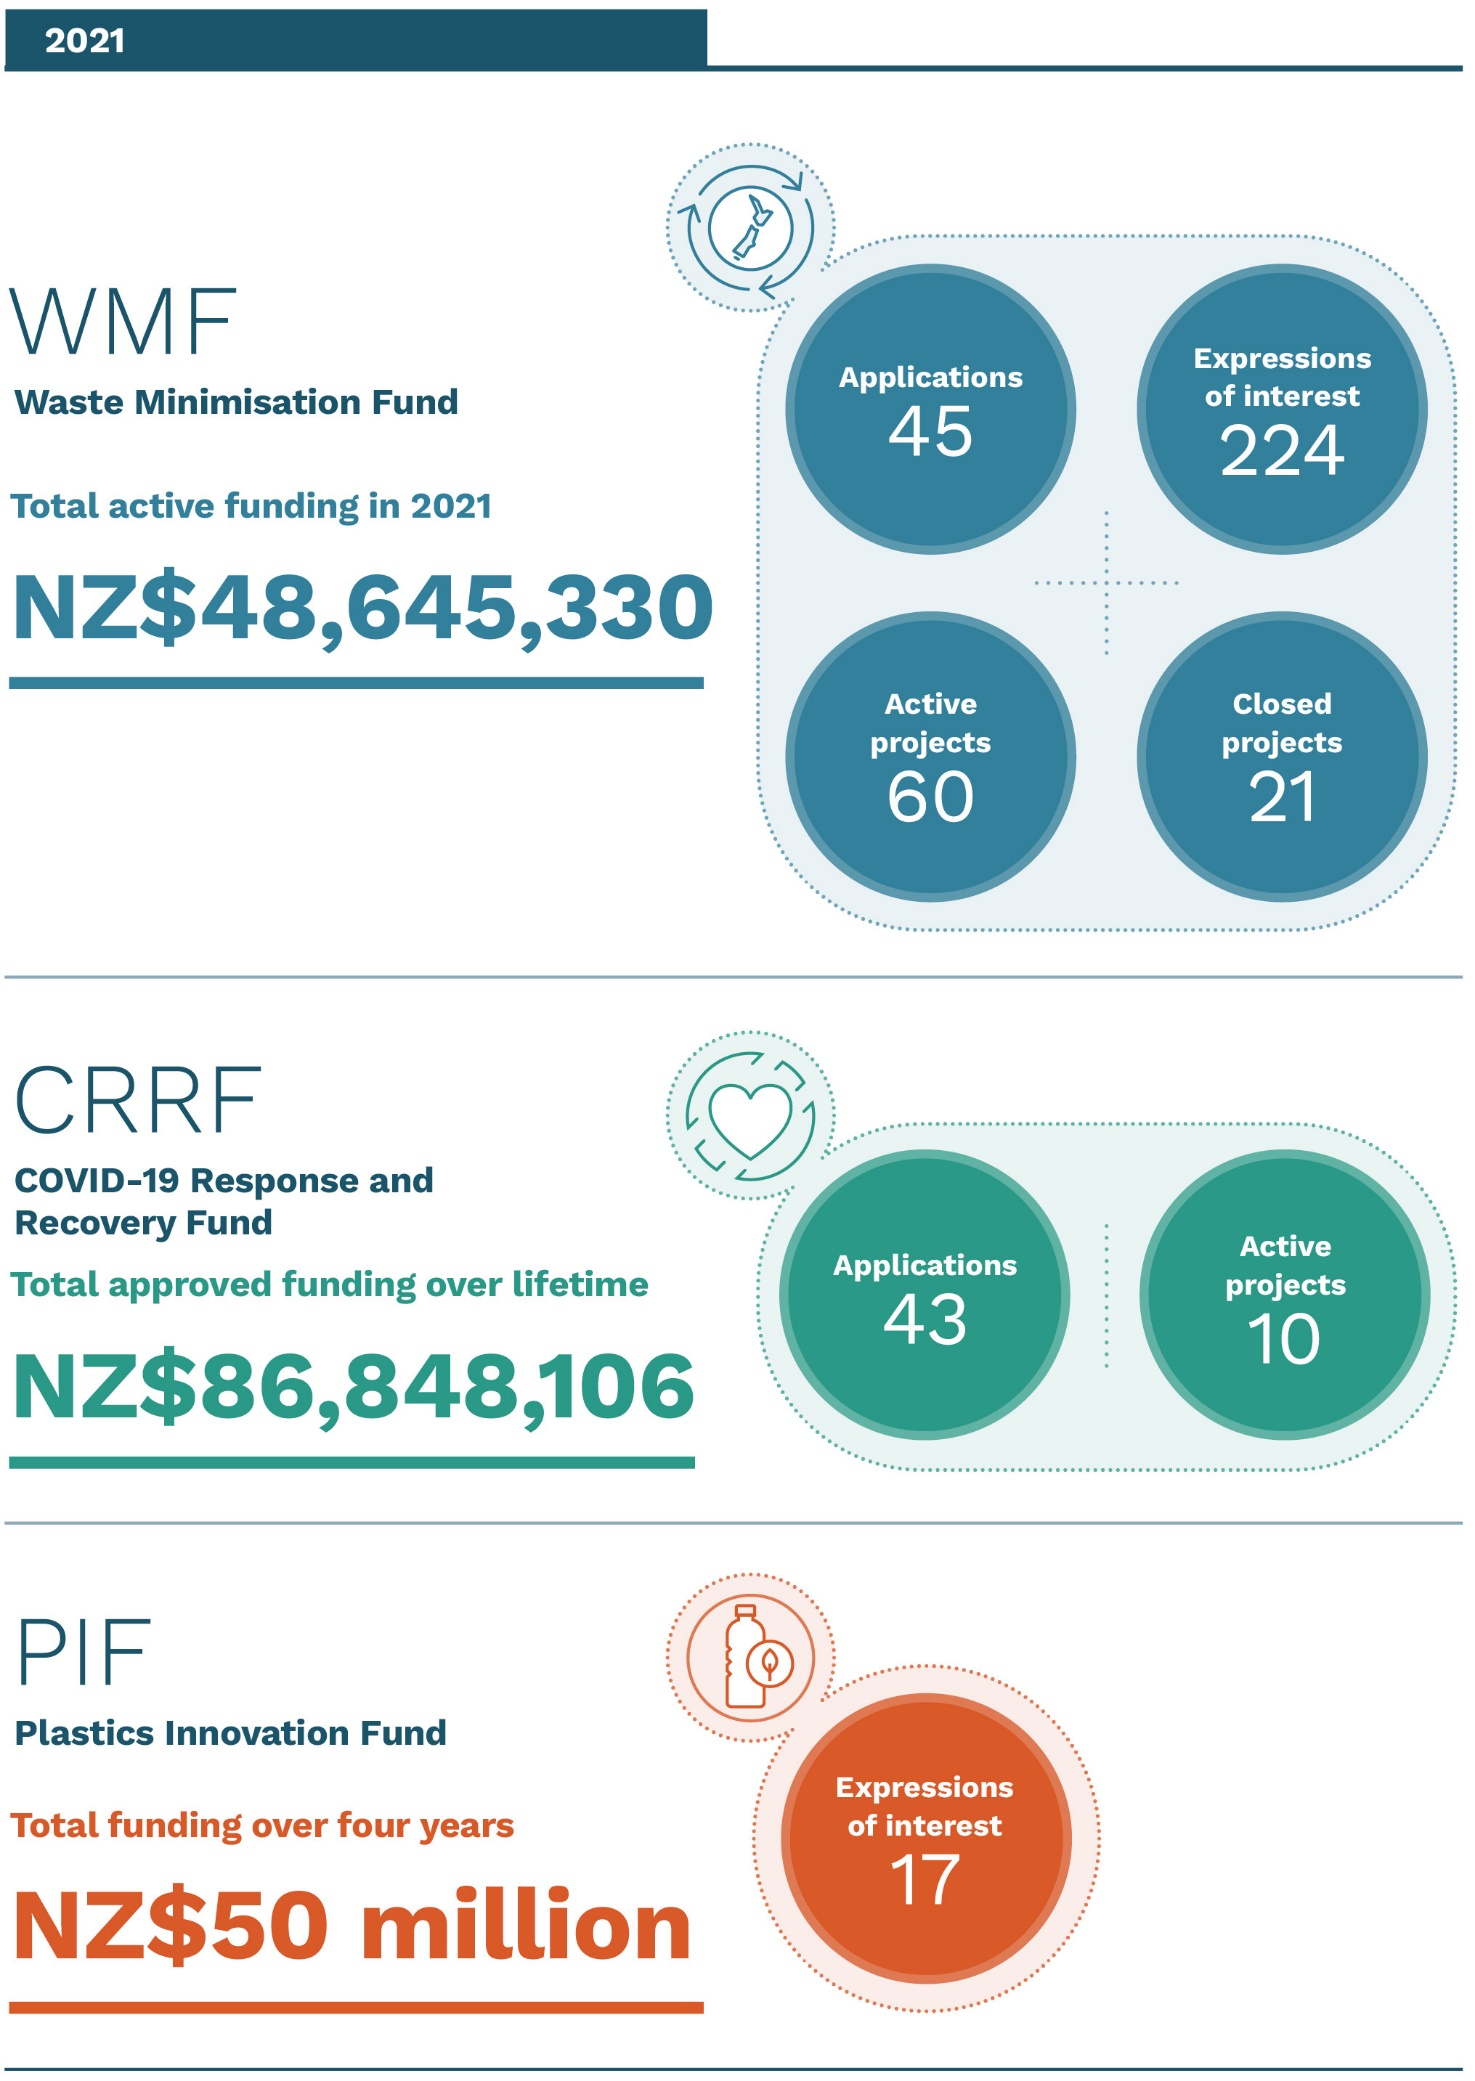 2021
WMF
Waste Minimisation Fund
Total active funding in 2021
NZ$48,645,330
Applications
45
Expressions
of interest
224
Active
projects
60
Closed
projects
21
CRRF
COVID-19 Response and
Recovery Fund
Total approved funding over lifetime
NZ$86,848,106
Applications
43
Active
projects
10
PIF
Plastics Innovation Fund
Total funding over four years
NZ$50 million
Expressions
of interest
17